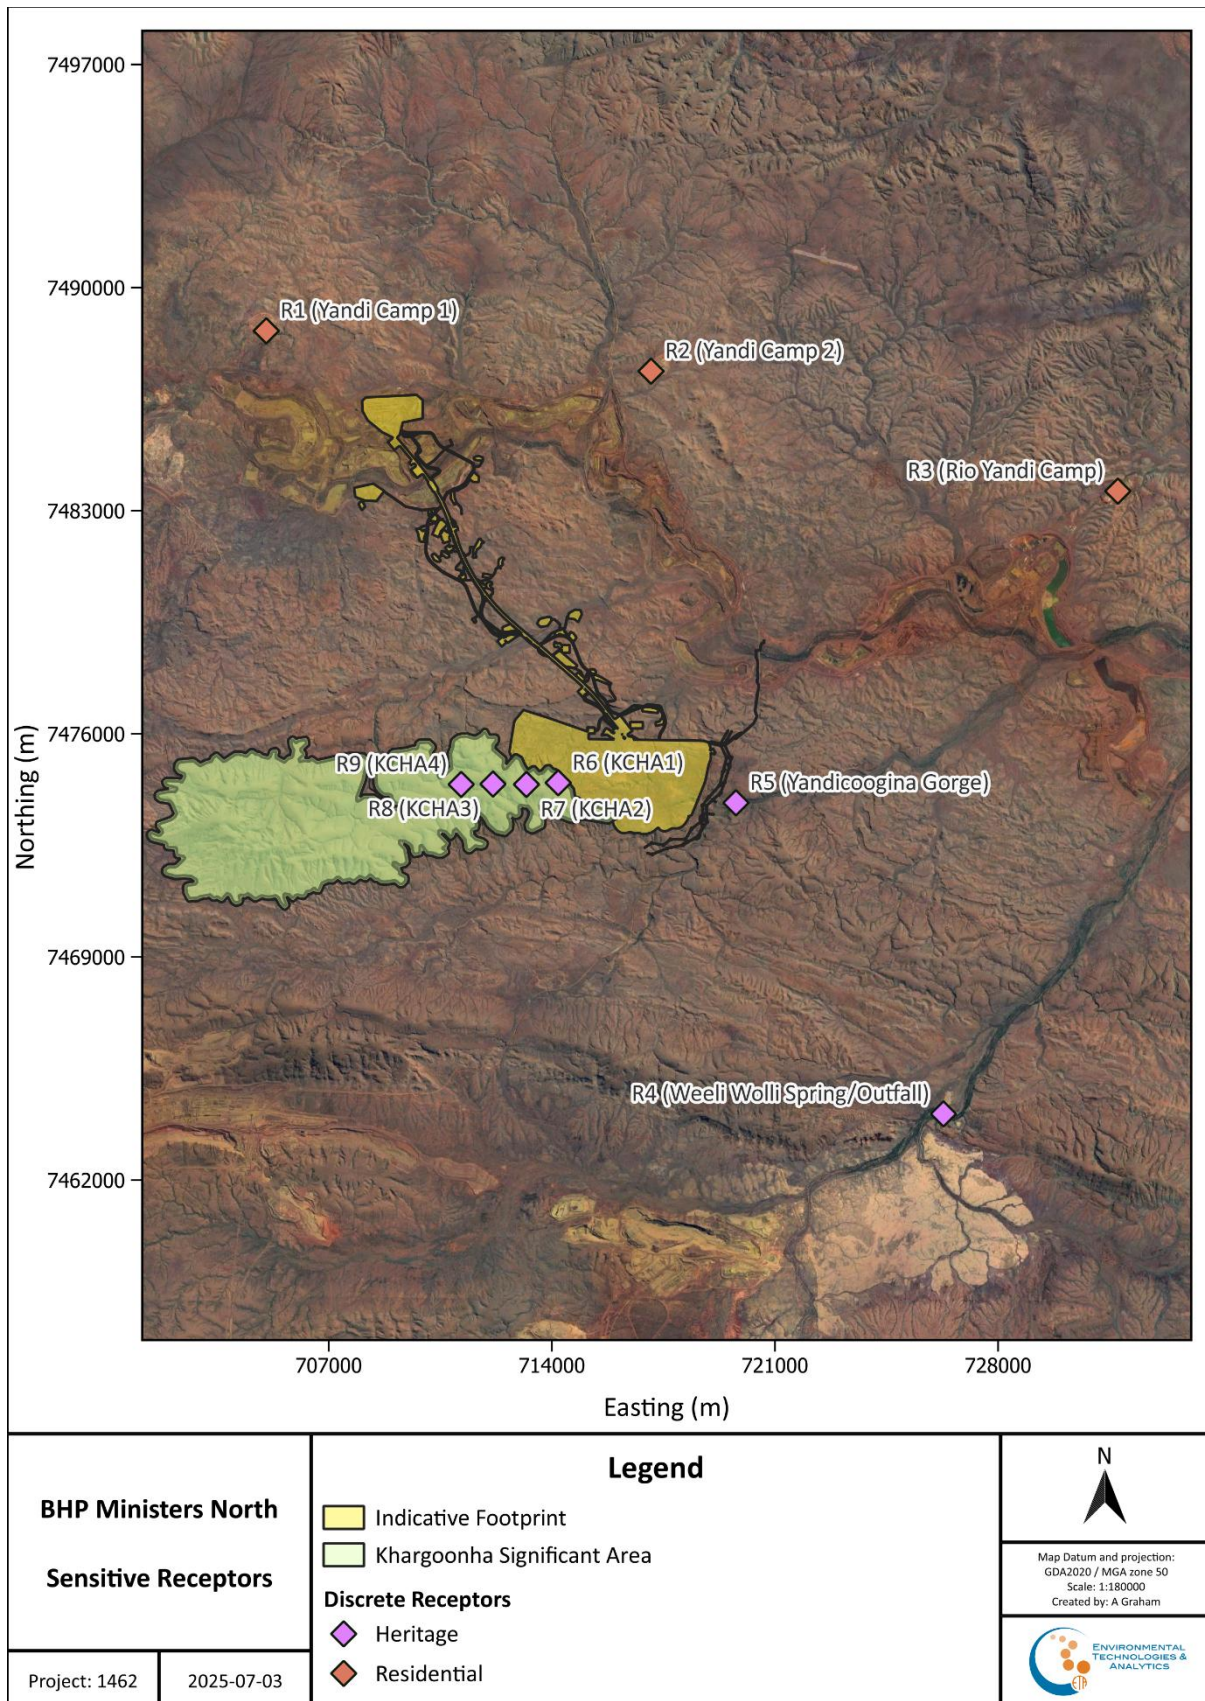 7497000
7490000
7483000
7476000
7469000
7462000
Northing (m)
R1 (Yandi Camp 1)
R2 (Yandi Camp 2)
R3 (Rio Yandi Camp)
R9 (KCHA4)
R6 (KCHA1)
R8 (KCHA3)
R7 (KCHA2)
R5 (Yandicoogina Gorge)
R4 (Weeli Wolli Spring/Outfall)
707000
714000
721000
728000
Easting (m)
BHP Ministers North
Sensitive Receptors
Project: 1462
2025-07-03
Legend
Indicative Footprint
Khargoonha Significant Area
Discrete Receptors
Heritage
Residential
N
Map Datum and projection:
GDA2020 / MGA zone 50
Scale: 1:180000
Created by: A Graham
ENVIRONMENTAL
TECHNOLOGIES &
ANALYTICS
ETA